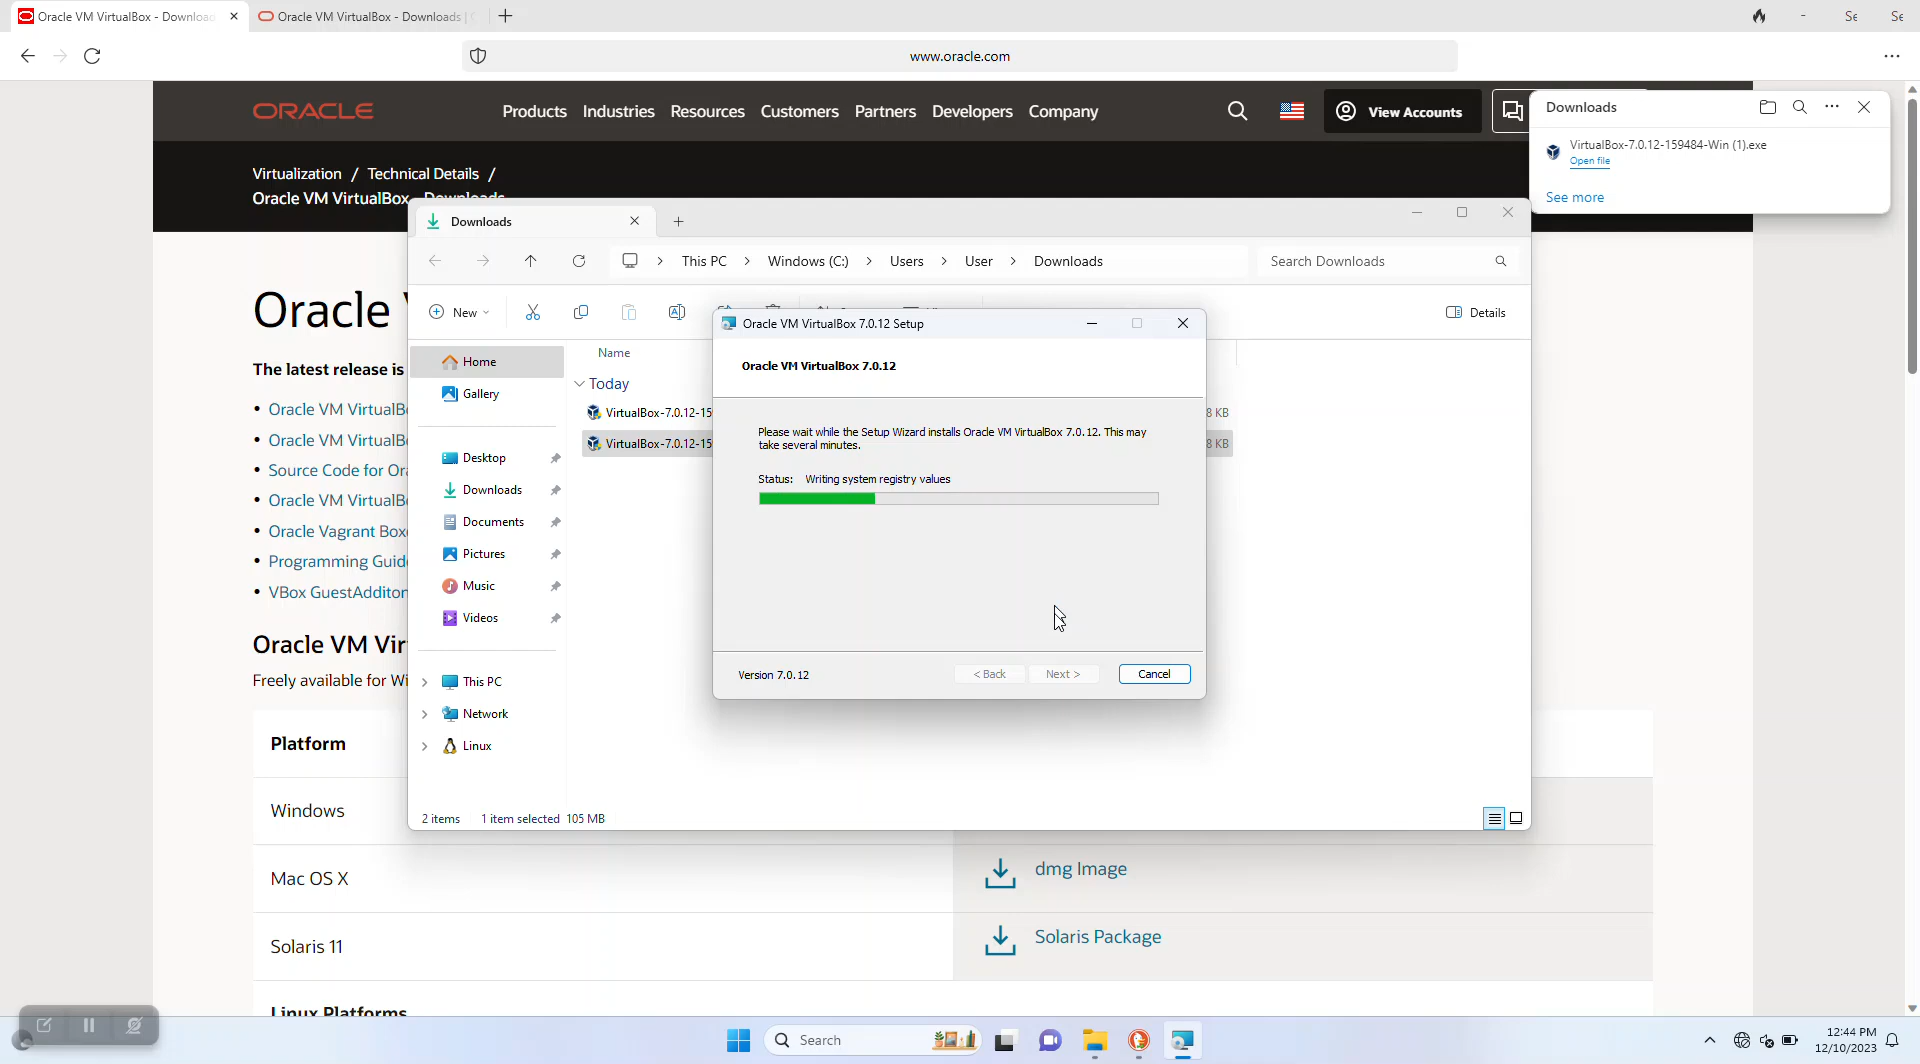 Oracle VM VirtualBox - Downloads
Oracle VM VirtualBox - Downloads |
www.oracle.com
ORACLE
Products
Industries
Resources
Customers
Partners
Developers
Company
View Accounts
Virtualization / Technical Details /
Oracle VM VirtualBox - Downloads
Downloads
VirtualBox-7.0.12-159484-Win (1).exe
Open file
See more
Oracle
The latest release is
Oracle VM VirtualB
Oracle VM VirtualB
Source Code for Or
Oracle VM VirtualB
Oracle Vagrant Box
Programming Guid
VBox GuestAdditon
Oracle VM Vir
Freely available for Wi
Platform
Windows
Mac OS X
dmg Image
Solaris 11
Solaris Package
Linux Platforms
Downloads
This PC > Windows (C:) > Users > User > Downloads
Search Downloads
New
Details
Home
Gallery
Desktop
Downloads
Documents
Pictures
Music
Videos
This PC
Network
Linux
Name
Today
VirtualBox-7.0.12-15
8 KB
VirtualBox-7.0.12-15
8 KB
2 items
1 item selected 105 MB
Oracle VM VirtualBox 7.0.12 Setup
Oracle VM VirtualBox 7.0.12
Please wait while the Setup Wizard installs Oracle VM VirtualBox 7.0.12. This may
take several minutes.
Status: Writing system registry values
Version 7.0.12
< Back
Next >
Cancel
Search
12:44 PM
12/10/2023